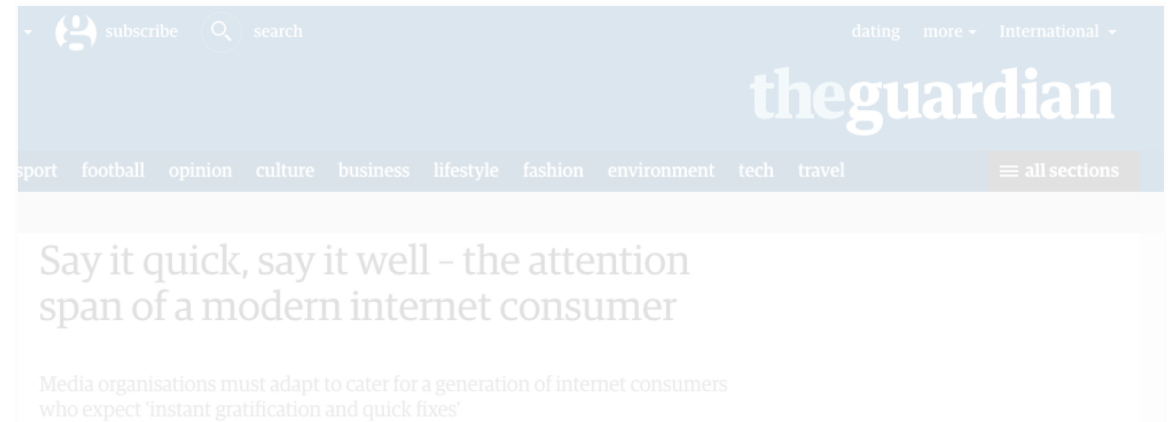 subscribe search dating more International
theguardian
sport football opinion culture business lifestyle fashion environment tech travel all sections
Say it quick, say it well – the attention
span of a modern internet consumer
Media organisations must adapt to cater for a generation of internet consumers
who expect ‘instant gratification and quick fixes’